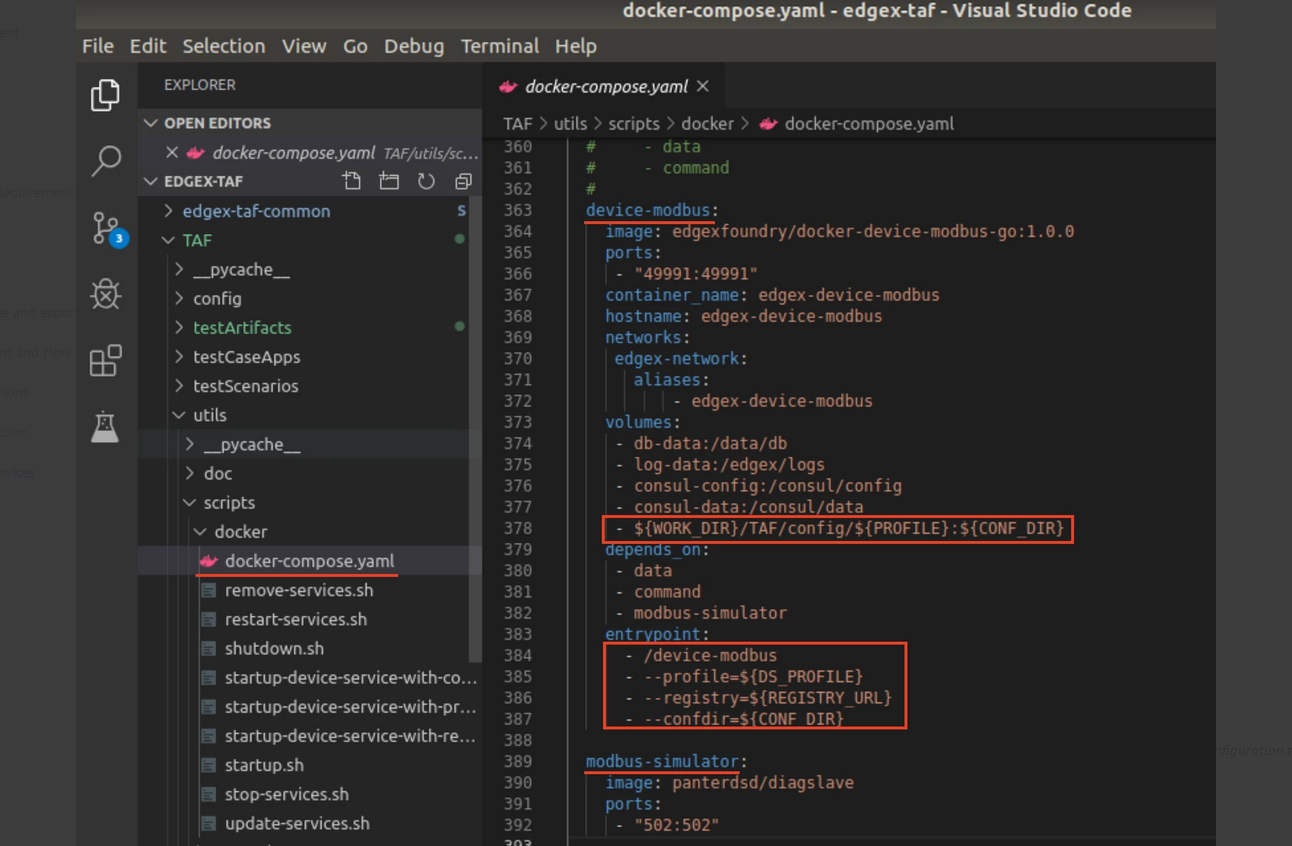 docker-compose.yaml - edgex-taf - Visual Studio Code
File Edit Selection View Go Debug Terminal Help
EXPLORER
OPEN EDITORS
docker-compose.yaml TAF/utils/sc...
EDGEX-TAF
edgex-taf-common S
TAF
__pycache__
config
testArtifacts
testCaseApps
testScenarios
utils
__pycache__
doc
scripts
docker
docker-compose.yaml
remove-services.sh
restart-services.sh
shutdown.sh
startup-device-service-with-co...
startup-device-service-with-pr...
startup-device-service-with-re...
startup.sh
stop-services.sh
update-services.sh
3
docker-compose.yaml
TAF > utils > scripts > docker > docker-compose.yaml
360 # - data
361 # - command
362 #
363 device-modbus:
364 image: edgexfoundry/docker-device-modbus-go:1.0.0
365 ports:
366 - "49991:49991"
367 container_name: edgex-device-modbus
368 hostname: edgex-device-modbus
369 networks:
370 edgex-network:
371 aliases:
372 - edgex-device-modbus
373 volumes:
374 - db-data:/data/db
375 - log-data:/edgex/logs
376 - consul-config:/consul/config
377 - consul-data:/consul/data
378 - ${WORK_DIR}/TAF/config/${PROFILE}:${CONF_DIR}
379 depends_on:
380 - data
381 - command
382 - modbus-simulator
383 entrypoint:
384 - /device-modbus
385 - --profile=${DS_PROFILE}
386 - --registry=${REGISTRY_URL}
387 - --confdir=${CONF_DIR}
388
389 modbus-simulator:
390 image: panterdsd/diagslave
391 ports:
392 - "502:502"
393